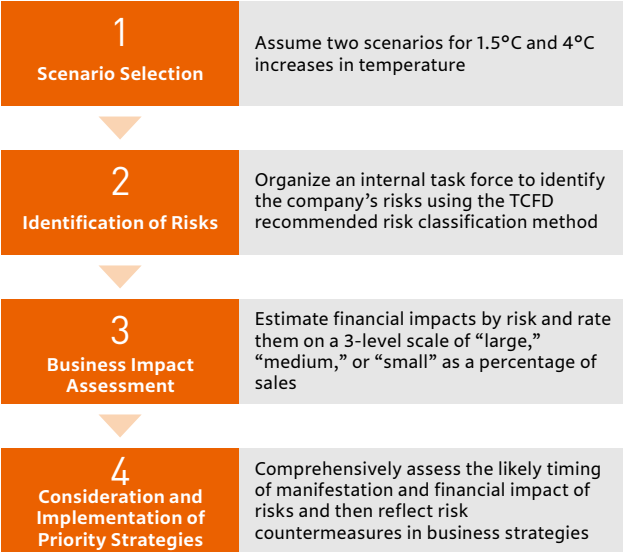 1
Scenario Selection
Assume two scenarios for 1.5°C and 4°C
increases in temperature
2
Identification of Risks
Organize an internal task force to identify
the company’s risks using the TCFD
recommended risk classification method
3
Business Impact
Assessment
Estimate financial impacts by risk and rate
them on a 3-level scale of “large,”
“medium,” or “small” as a percentage of
sales
4
Consideration and
Implementation of
Priority Strategies
Comprehensively assess the likely timing
of manifestation and financial impact of
risks and then reflect risk
countermeasures in business strategies